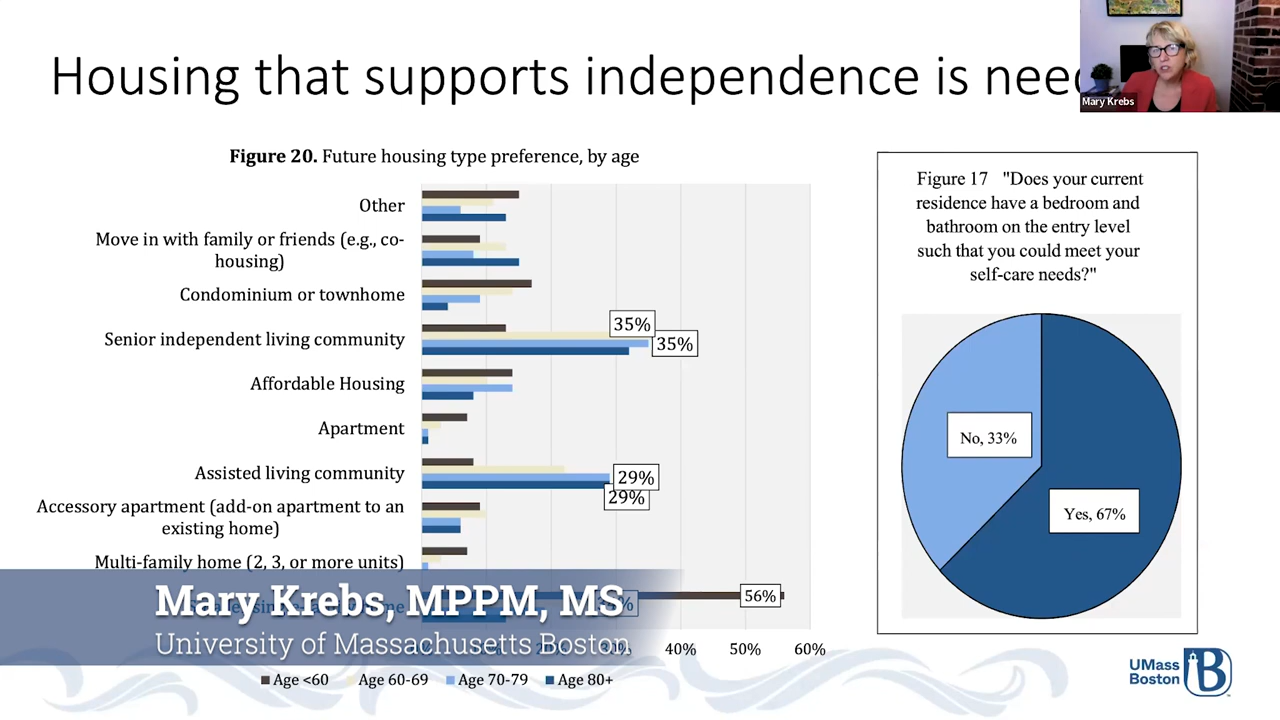 Housing that supports independence is
Mary Krebs
Figure 20. Future housing type preference, by age
Other
Move in with family or friends (e.g., co-
housing)
Condominium or townhome
Senior independent living community
Affordable Housing
Apartment
Assisted living community
Accessory apartment (add-on apartment to an
existing home)
Multi-family home (2, 3, or more units)
35%
35%
29%
29%
56%
40% 50% 60%
Age <60 Age 60-69 Age 70-79 Age 80+
Mary Krebs, MPPM, MS
University of Massachusetts Boston
Figure 17 "Does your current
residence have a bedroom and
bathroom on the entry level
such that you could meet your
self-care needs?"
No, 33%
Yes, 67%
UMass
Boston
B